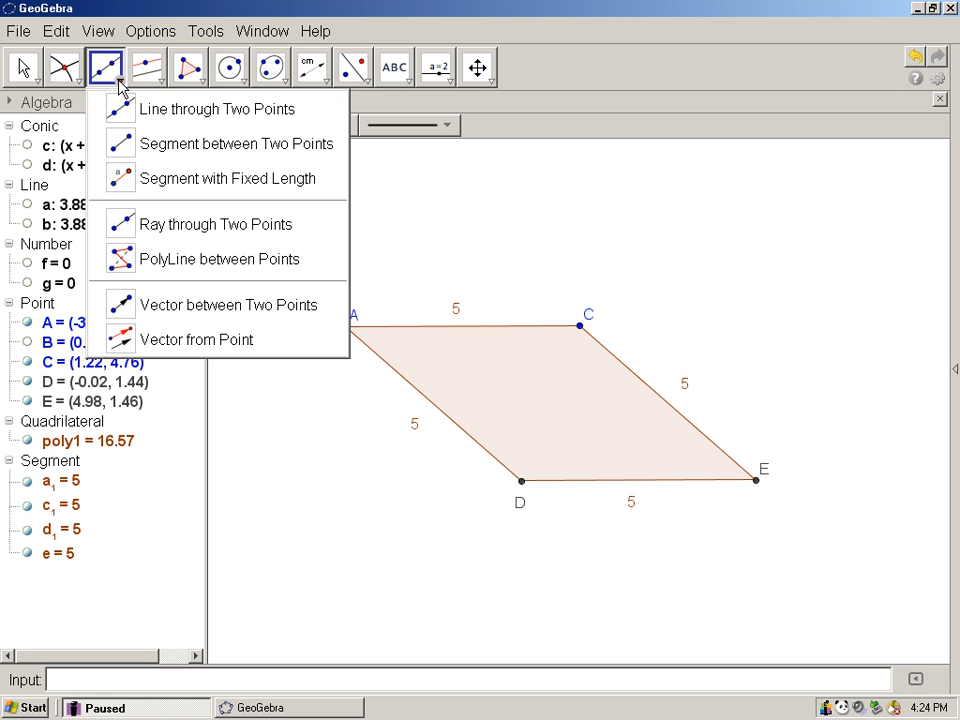 GeoGebra
File Edit View Options Tools Window Help
cm ABC a=2
Algebra
Conic
c: (x +
d: (x +
Line
a: 3.88
b: 3.88
Number
f = 0
g = 0
Point
A = (-3
B = (0.
C = (1.22, 4.76)
D = (-0.02, 1.44)
E = (4.98, 1.46)
Quadrilateral
poly1 = 16.57
Segment
a1 = 5
c1 = 5
d1 = 5
e = 5
Line through Two Points
Segment between Two Points
a Segment with Fixed Length
Ray through Two Points
PolyLine between Points
Vector between Two Points
Vector from Point
A 5 C
5 5
E
D 5
Input:
Start Paused GeoGebra 4:24 PM